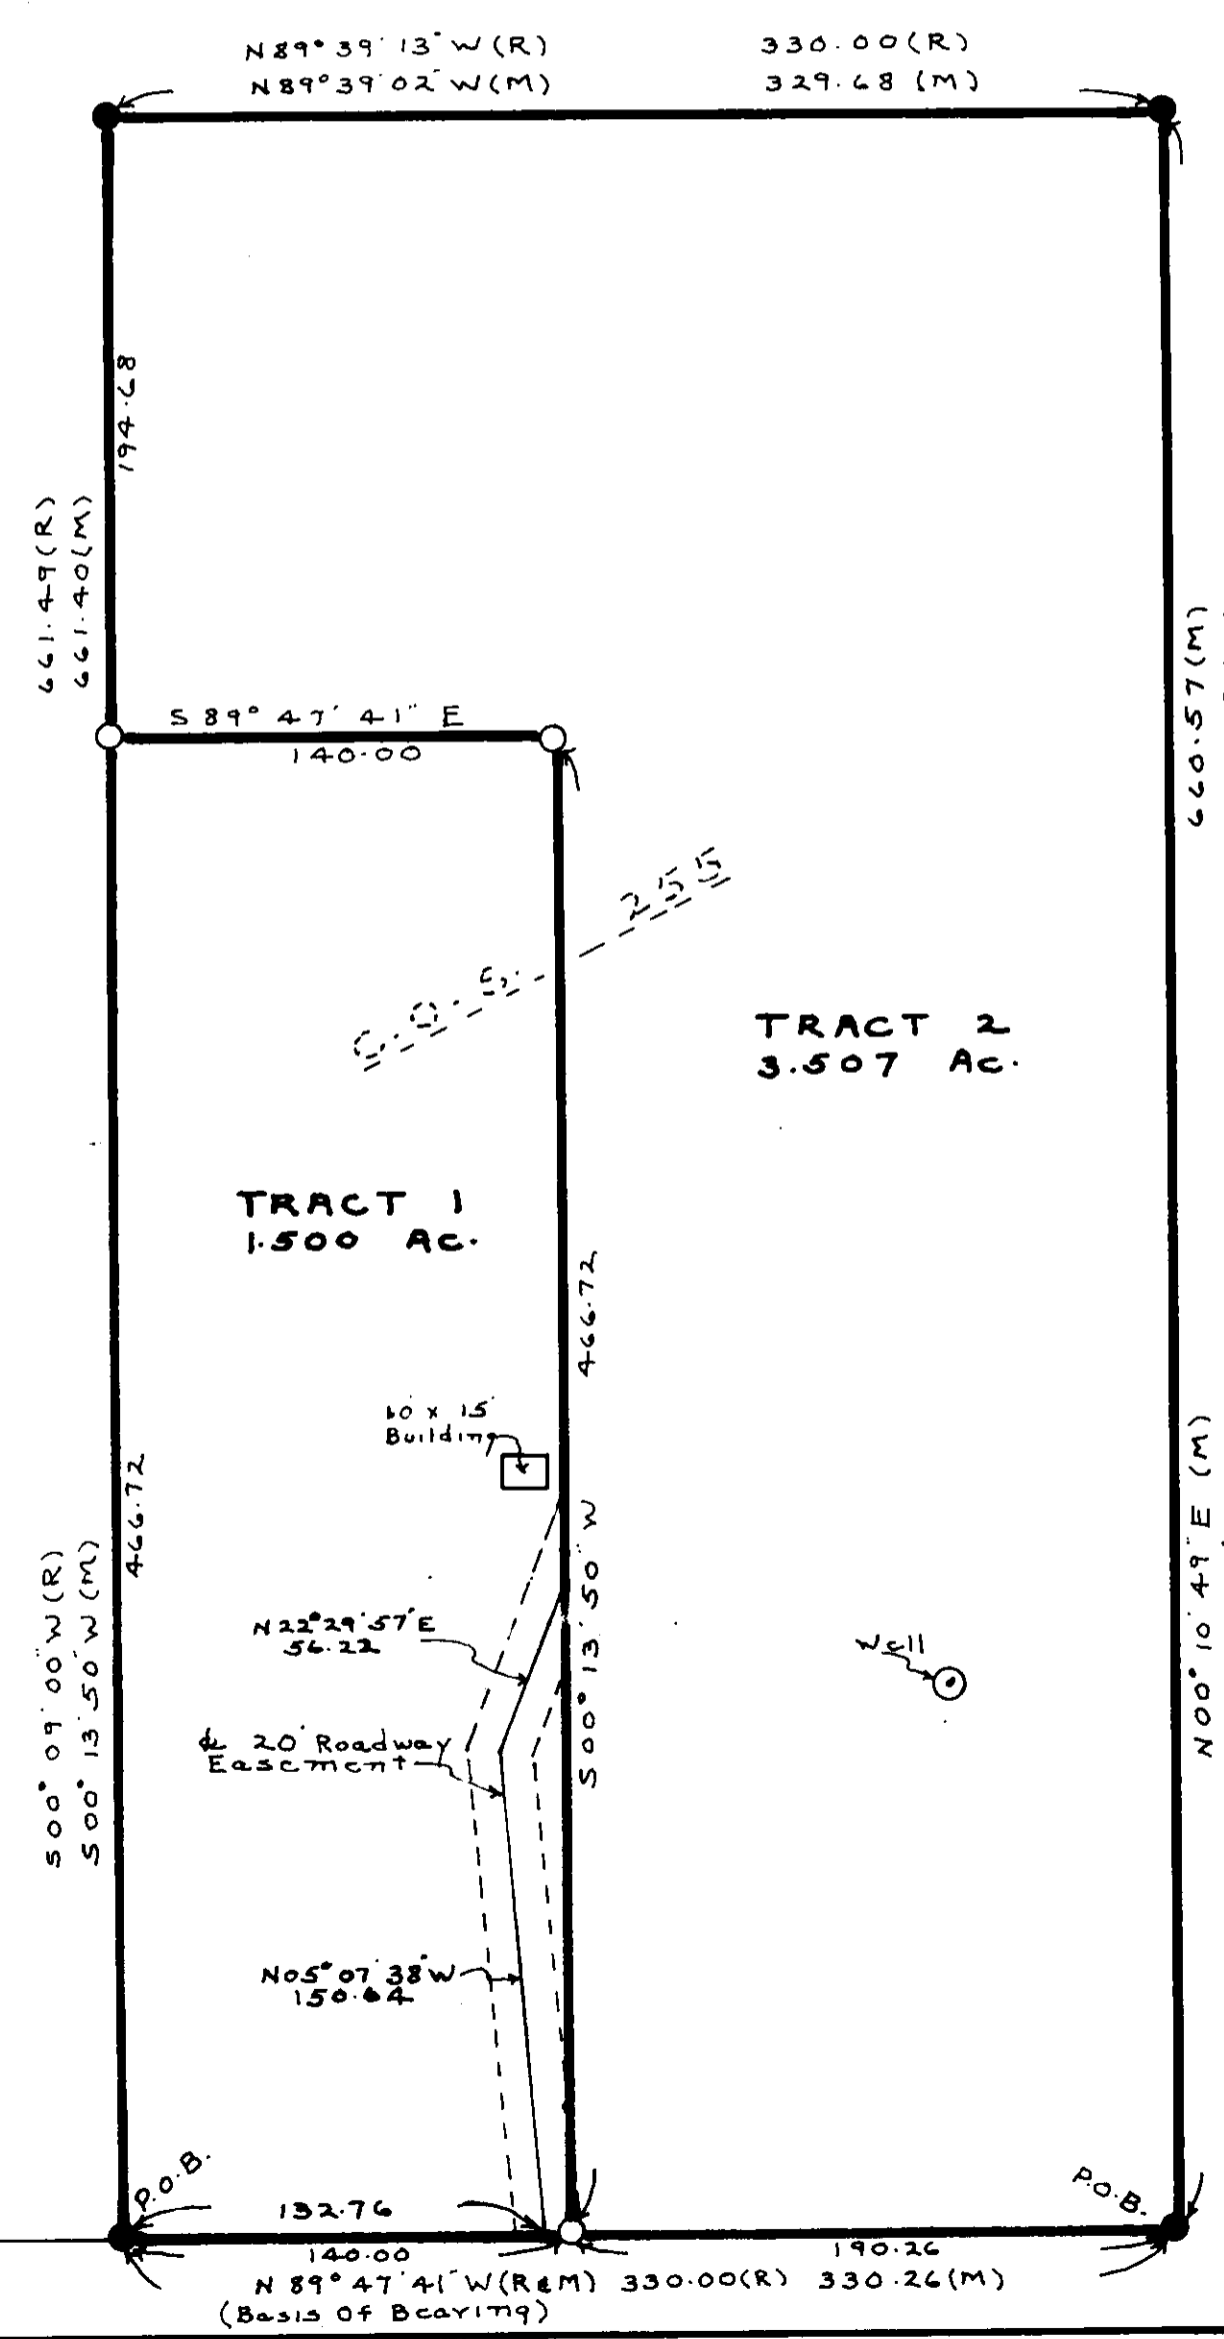 N89°39'13"W(R) 330.00(R)
N89°39'02"W(M) 329.68 (M)
194.68
661.49(R)
661.40(M)
S89° 47' 41" E
140.00
660.57(M)
C.O.S. 255
TRACT 2
3.507 Ac.
TRACT 1
1.500 Ac.
466.72
10 x 15'
Building
466.72
S00° 13' 50" W
N00° 10' 49" E (M)
S00° 09' 00" W(R)
S00° 13' 50" W(M)
N22°29'57"E
56.22
Well
℄ 20' Roadway
Easement
N05°07'38"W
150.64
P.O.B.
P.O.B.
132.76
140.00
190.26
N 89° 47' 41" W(R&M) 330.00(R) 330.26(M)
(Basis Of Bearing)